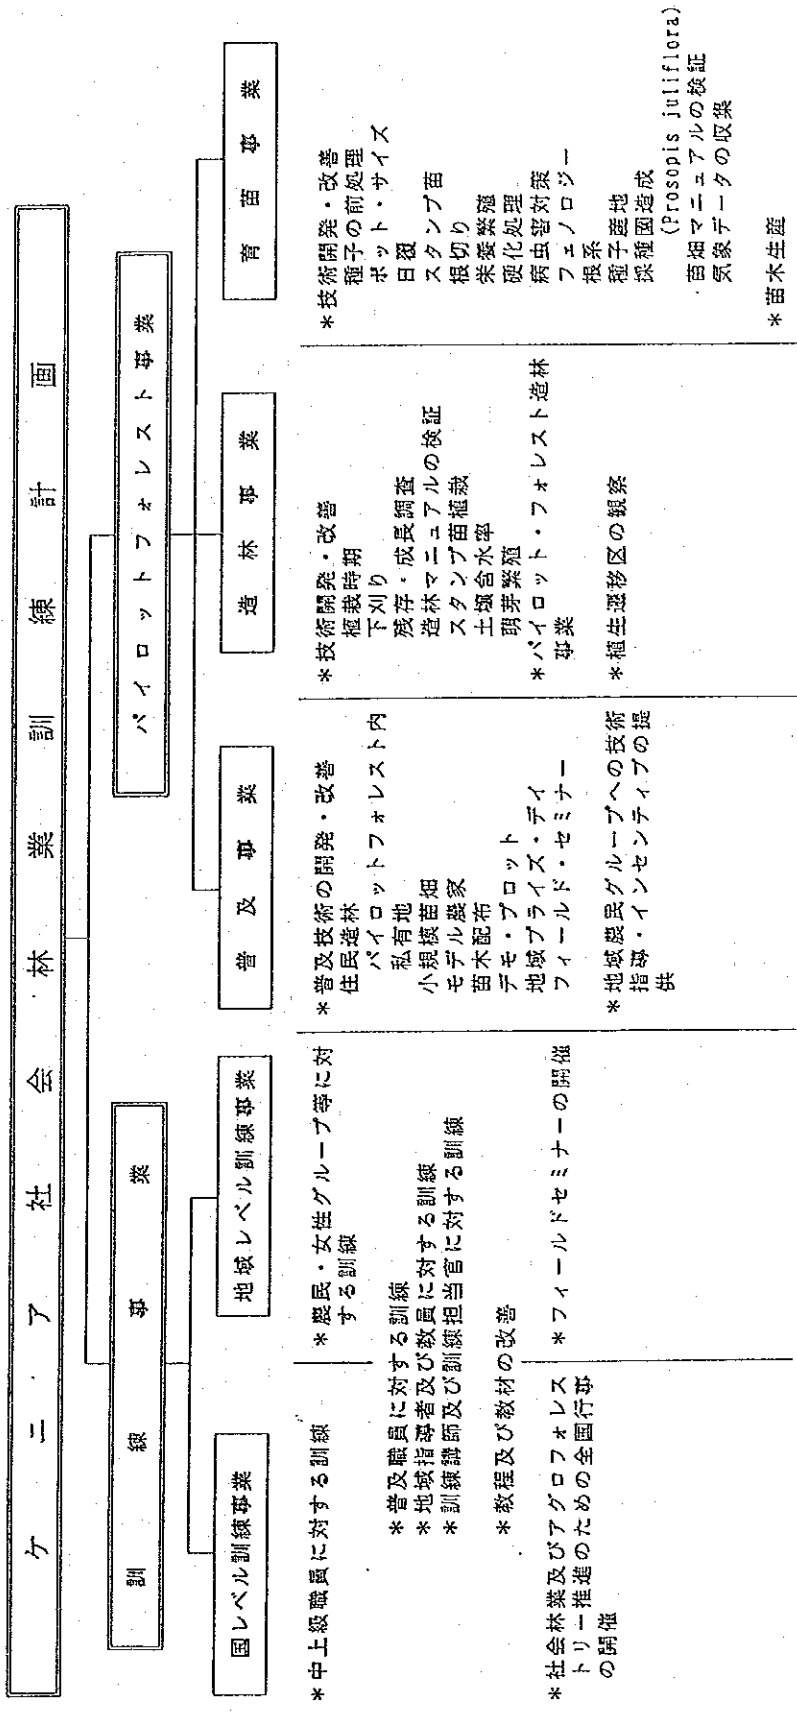 ケニア社会林業訓練計画
訓練事業
パイロットフォレスト事業
国レベル訓練事業
地域レベル訓練事業
普及事業
造林事業
育苗事業
*中上級職員に対する訓練
*農民・女性グループ等に対
する訓練
*普及職員に対する訓練
*地域指導者及び教員に対する訓練
*訓練講師及び訓練担当官に対する訓練
*教程及び教材の改善
*社会林業及びアグロフォレス
トリー推進のための全国行事
の開催
*フィールドセミナーの開催
*普及技術の開発・改善
住民造林
パイロットフォレスト内
私有地
小規模苗畑
モデル農家
苗木配布
デモ・プロット
地域プライズ・デイ
フィールド・セミナー
*地域農民グループへの技術
指導・インセンティブの提
供
*技術開発・改善
植栽時期
下刈り
残存・成長調査
造林マニュアルの検証
スタンプ苗植栽
土壌含水率
萌芽繁殖
*パイロット・フォレスト造林
事業
*植生遷移区の観察
*技術開発・改善
種子の前処理
ポット・サイズ
日覆
スタンプ苗
根切り
栄養繁殖
硬化処理
病虫害対策
フェノロジー
根系
種子産地
採種園造成
(Prosopis juliflora)
苗畑マニュアルの検証
気象データの収集
*苗木生産